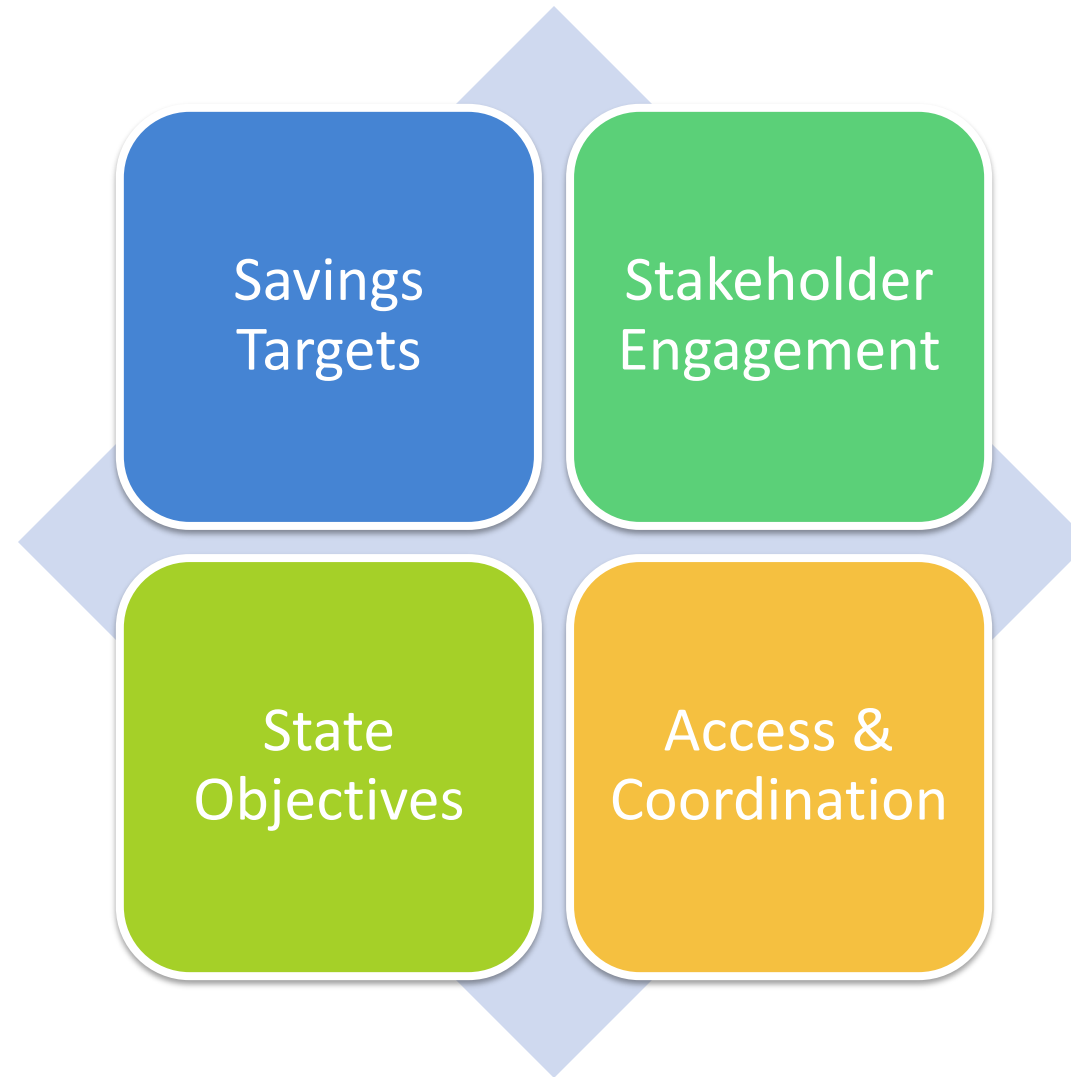 Savings
Targets
Stakeholder
Engagement
State
Objectives
Access &
Coordination